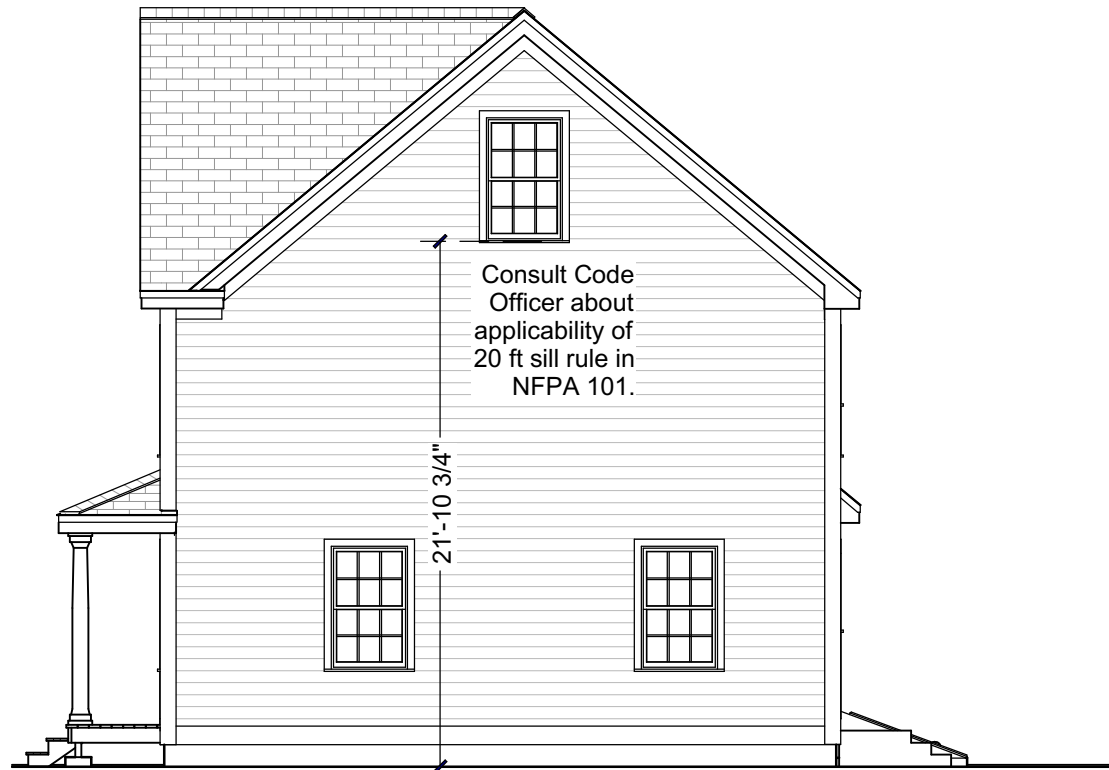 Consult Code
Officer about
applicability of
20 ft sill rule in
NFPA 101.
21'-10 3/4"